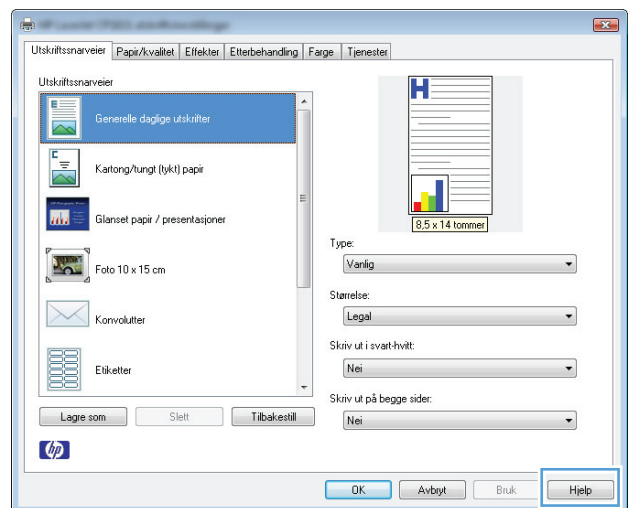 Utskriftssnarveier Papir/kvalitet Effekter Etterbehandling Farge Tjenester
Utskriftssnarveier
Generelle daglige utskrifter
Kartong/tungt (tykt) papir
Glanset papir / presentasjoner
Foto 10 x 15 cm
Konvolutter
Etiketter
Lagre som Slett Tilbakestill
hp
H
8,5 x 14 tommer
Type:
Vanlig
Størrelse:
Legal
Skriv ut i svart-hvitt:
Nei
Skriv ut på begge sider:
Nei
OK Avbryt Bruk Hjelp